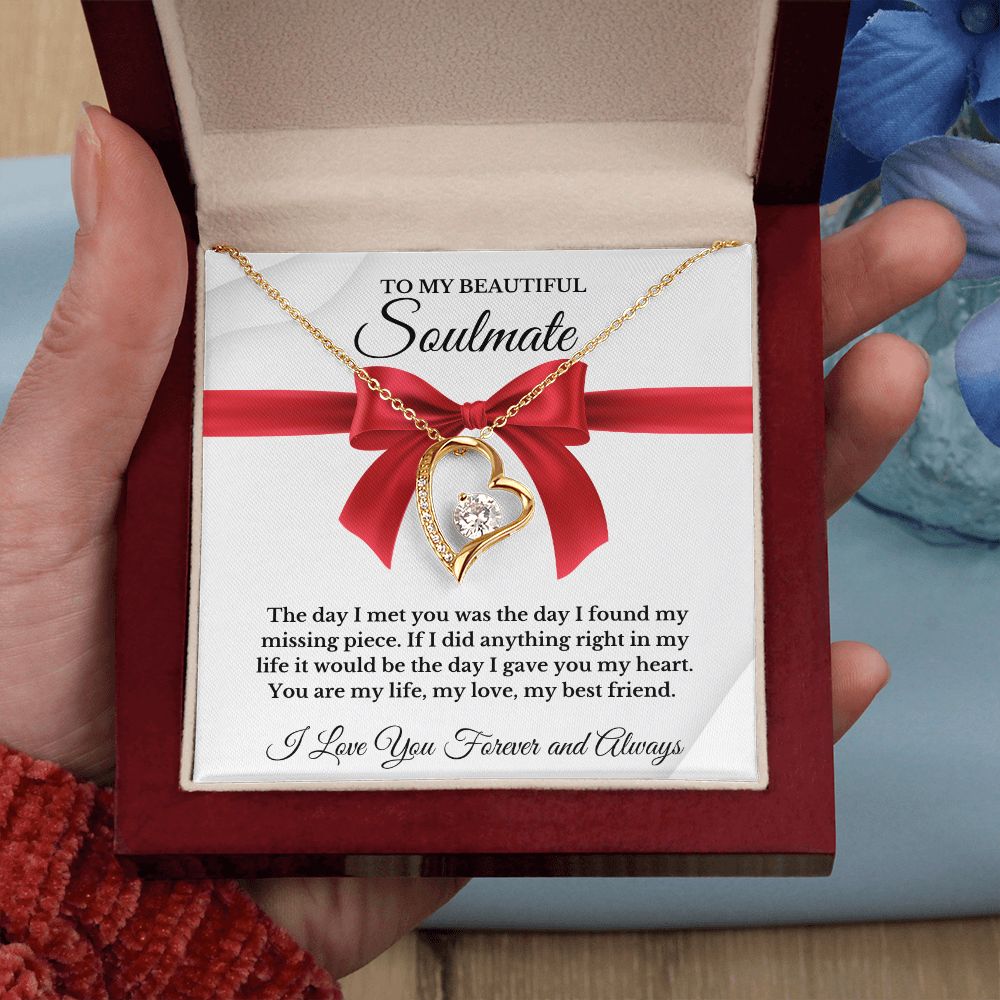 TO MY BEAUTIFUL
Soulmate
The day I met you was the day I found my
missing piece. If I did anything right in my
life it would be the day I gave you my heart.
You are my life, my love, my best friend.
I Love You Forever and Always